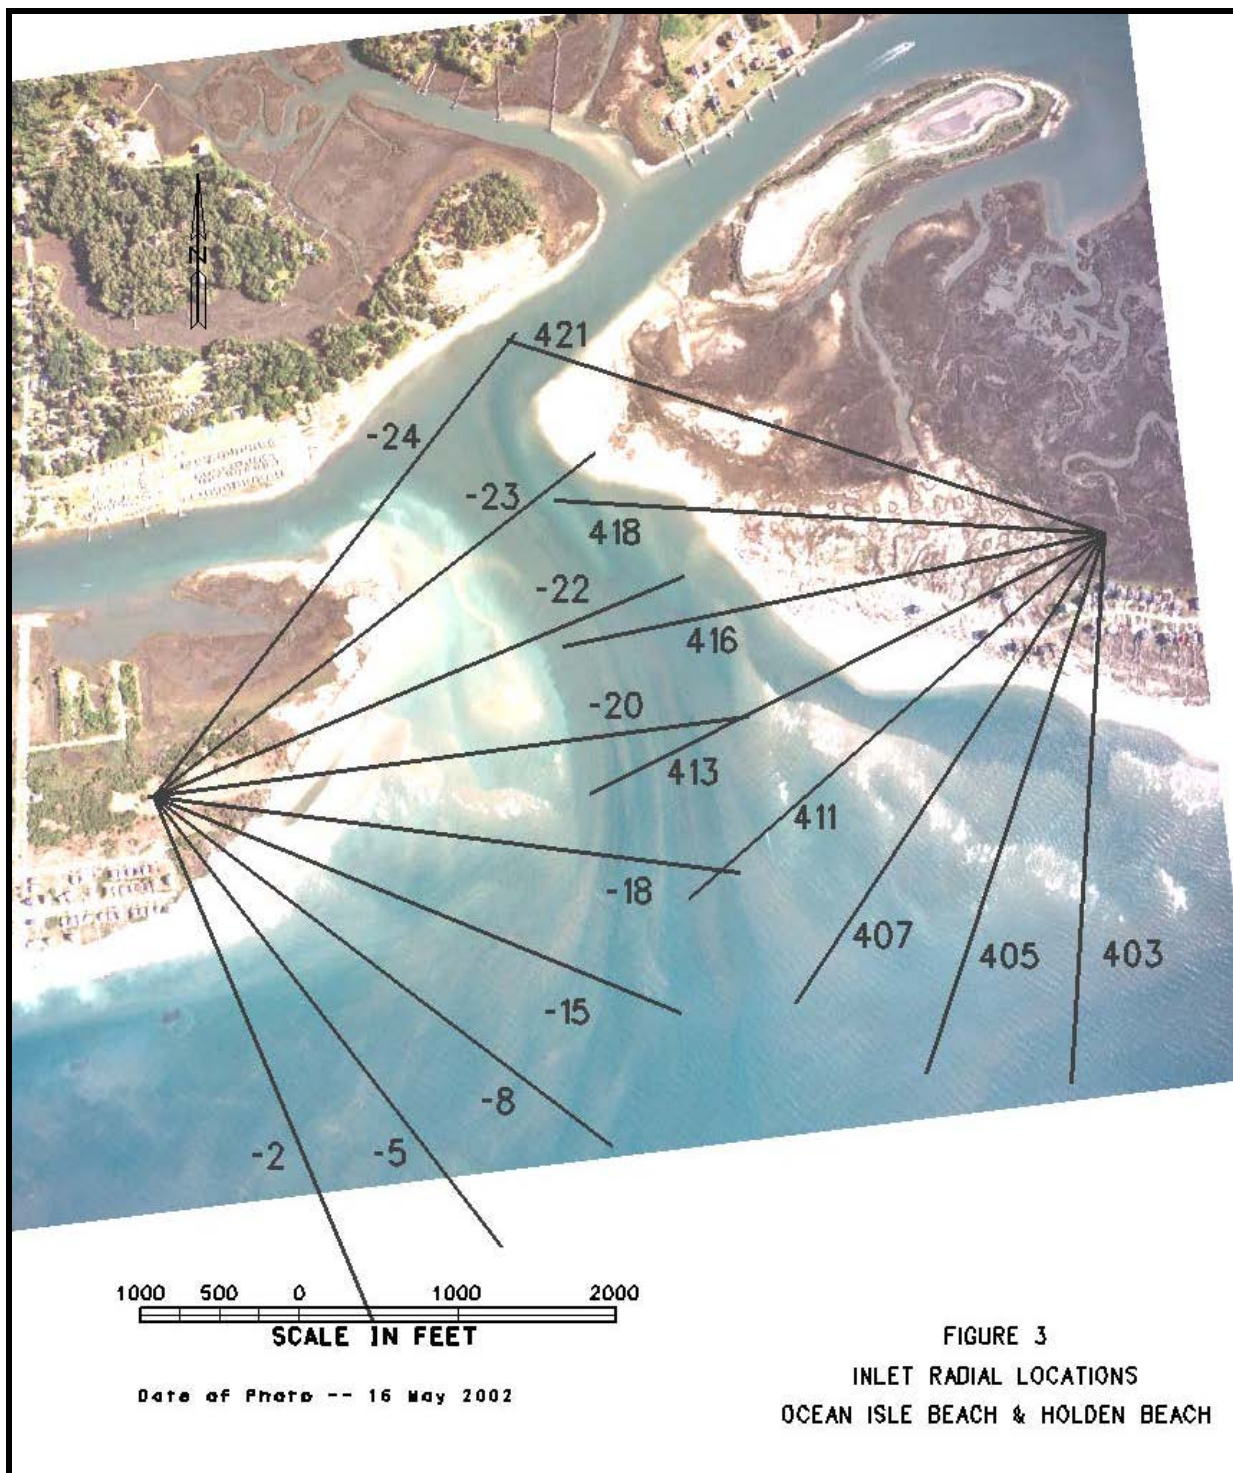 N
421
-24
-23
418
-22
416
-20
413
411
-18
407
405
403
-15
-8
-2
-5
1000 500 0 1000 2000
SCALE IN FEET
Date of Photo -- 16 May 2002
FIGURE 3
INLET RADIAL LOCATIONS
OCEAN ISLE BEACH & HOLDEN BEACH